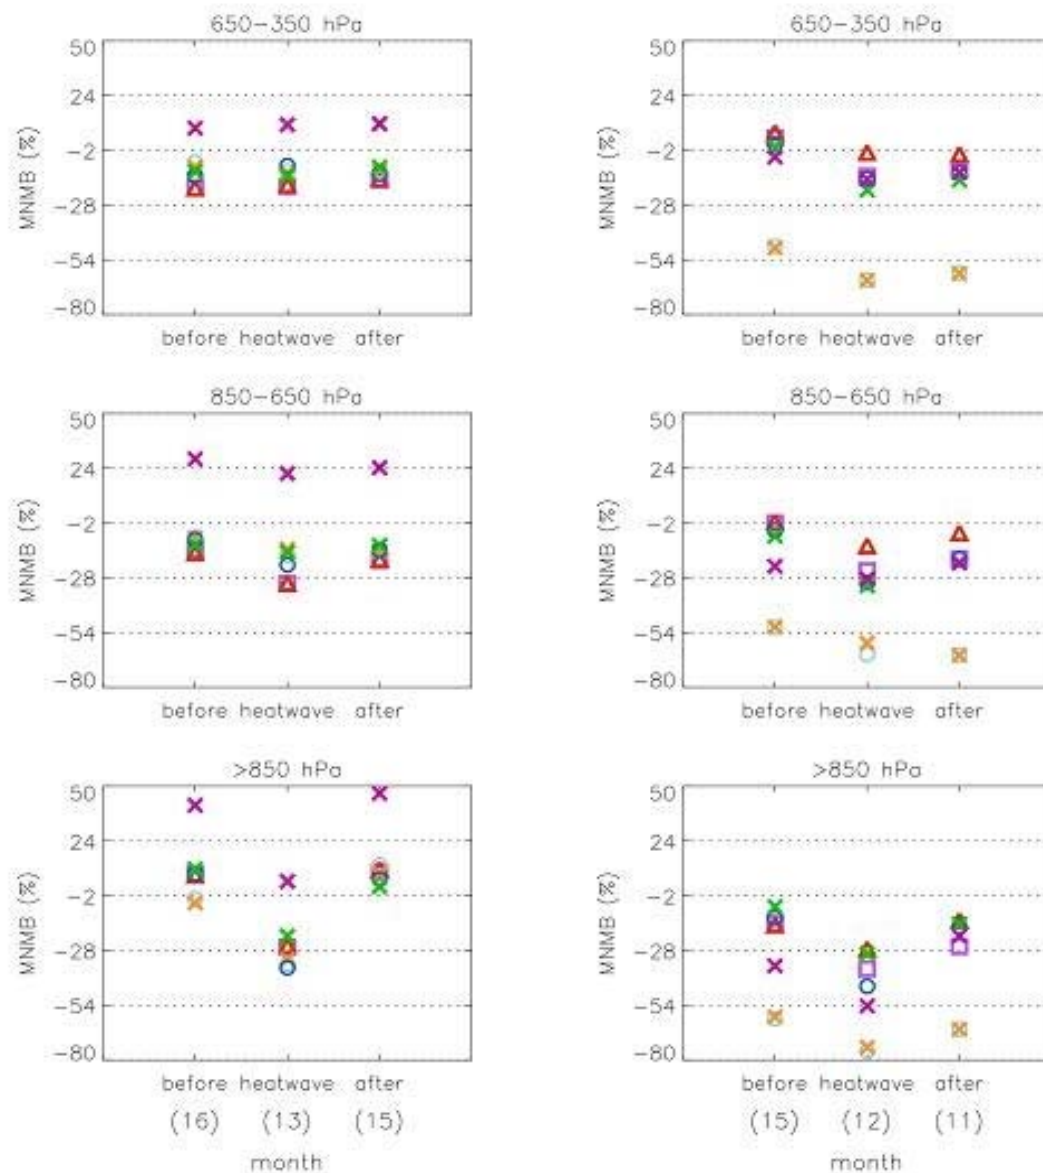 650–350 hPa
50
24
-2
-28
-54
-80
MNMB (%)
before heatwave after
650–350 hPa
50
24
-2
-28
-54
-80
MNMB (%)
before heatwave after
850–650 hPa
50
24
-2
-28
-54
-80
MNMB (%)
before heatwave after
850–650 hPa
50
24
-2
-28
-54
-80
MNMB (%)
before heatwave after
>850 hPa
50
24
-2
-28
-54
-80
MNMB (%)
before heatwave after
(16) (13) (15)
month
>850 hPa
50
24
-2
-28
-54
-80
MNMB (%)
before heatwave after
(15) (12) (11)
month